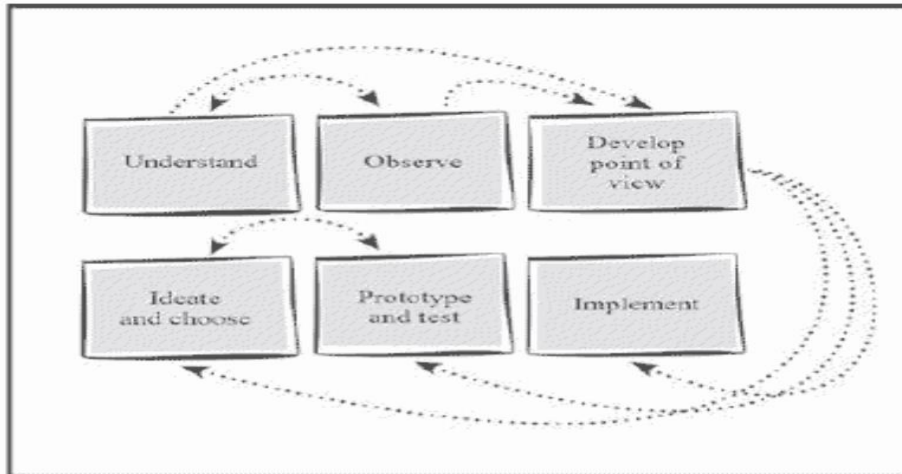 Understand
Observe
Develop
point of
view
Ideate
and choose
Prototype
and test
Implement